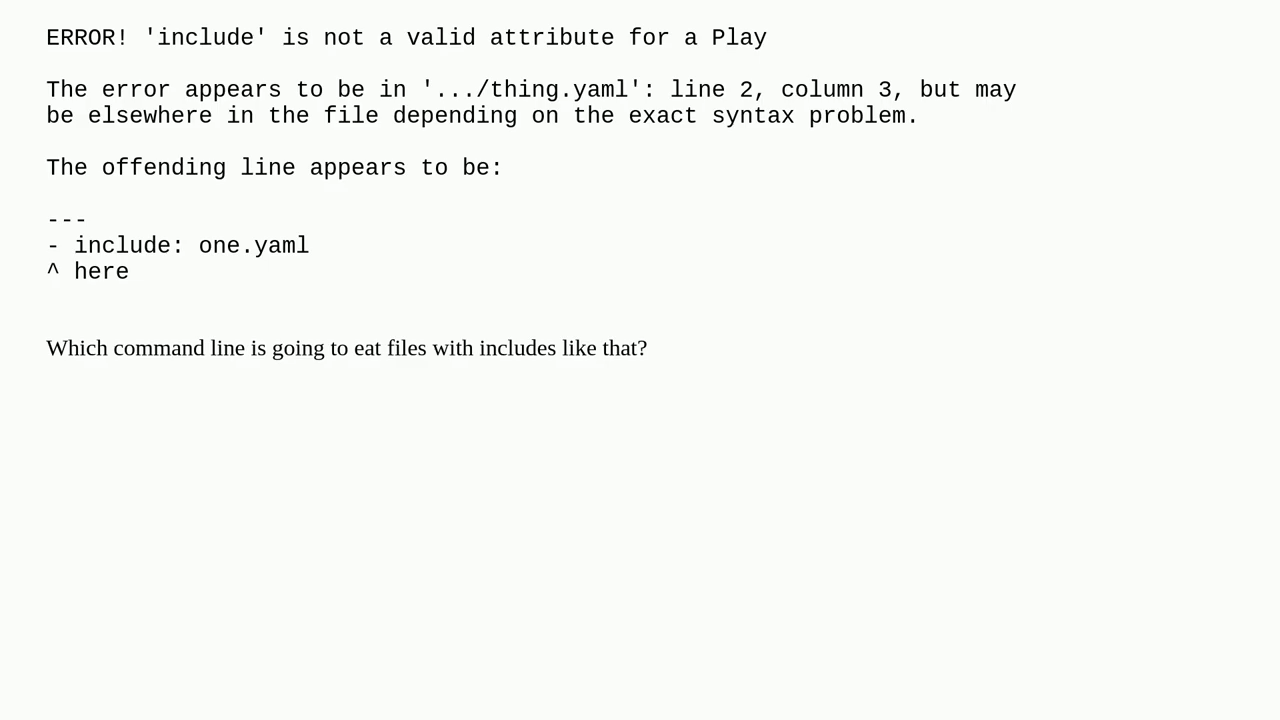 ERROR! 'include' is not a valid attribute for a Play
The error appears to be in '.../thing.yaml': line 2, column 3, but may
be elsewhere in the file depending on the exact syntax problem.
The offending line appears to be:
---
- include: one.yaml
^ here
Which command line is going to eat files with includes like that?